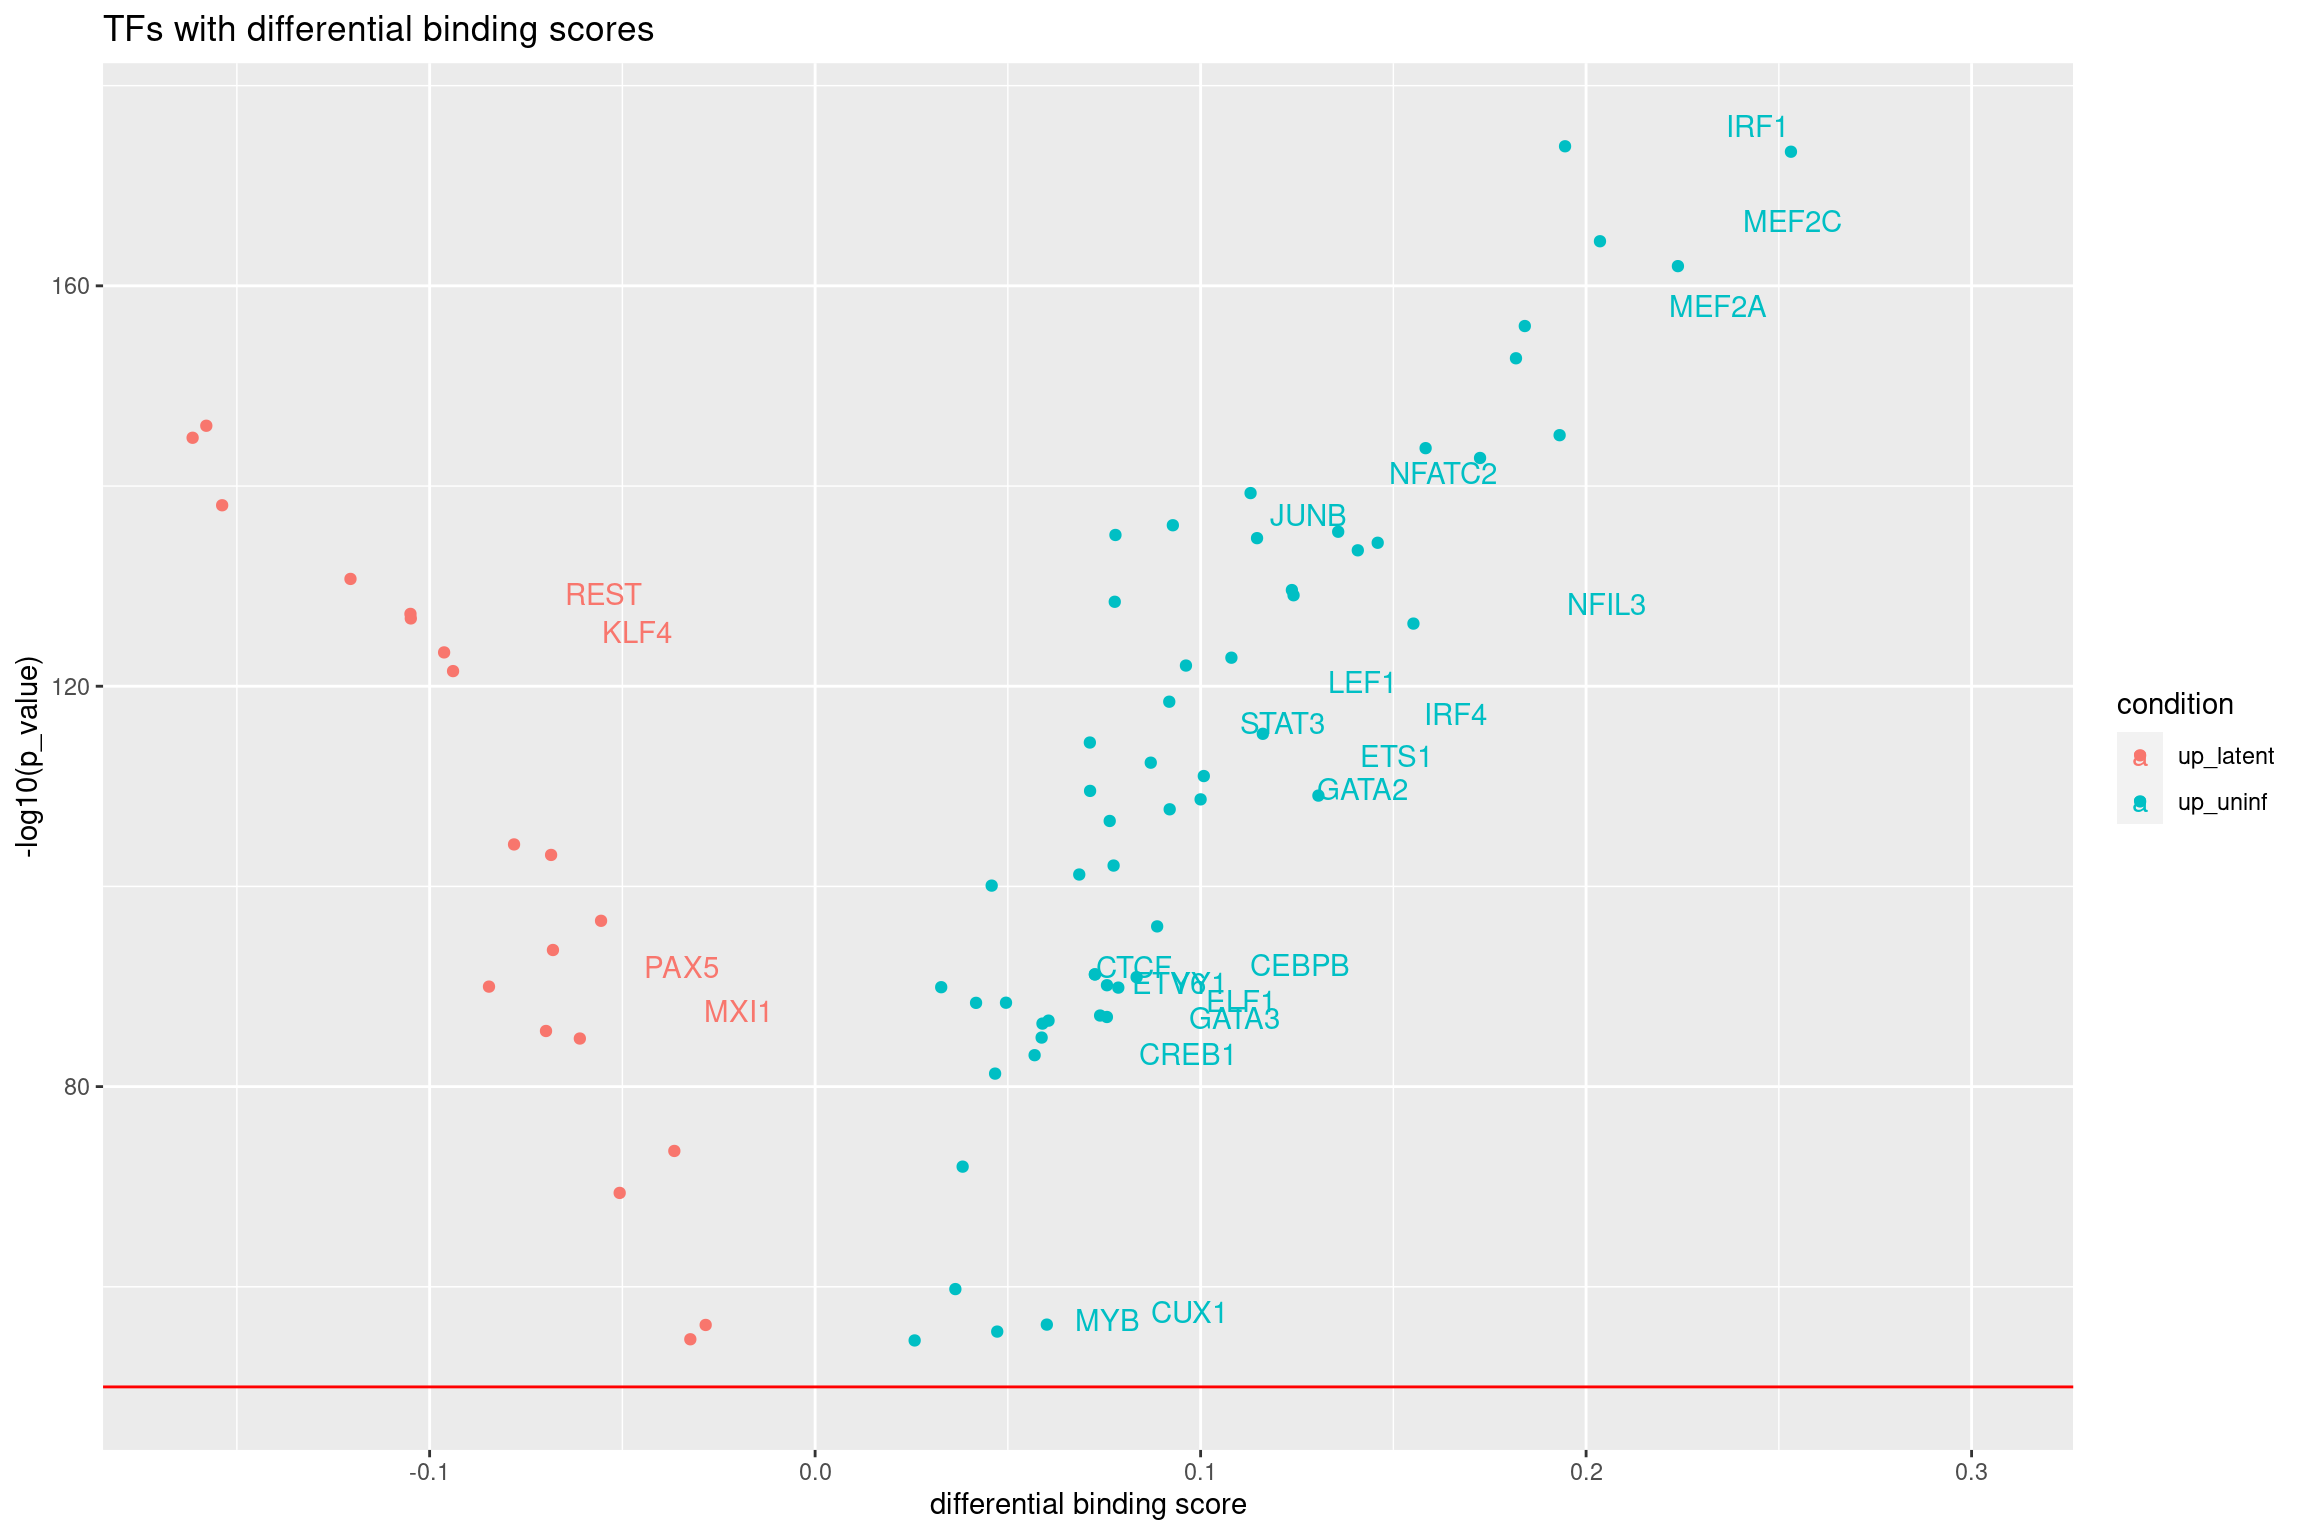 TFs with differential binding scores
IRF1
MEF2C
160
MEF2A
NFATC2
JUNB
REST
NFIL3
KLF4
-log10(p_value)
120
LEF1
IRF4
STAT3
ETS1
GATA2
condition
a up_latent
a up_uninf
PAX5
CTCF
CEBPB
ETV6
YY1
ELF1
MXI1
GATA3
CREB1
80
MYB
CUX1
-0.1
0.0
0.1
0.2
0.3
differential binding score